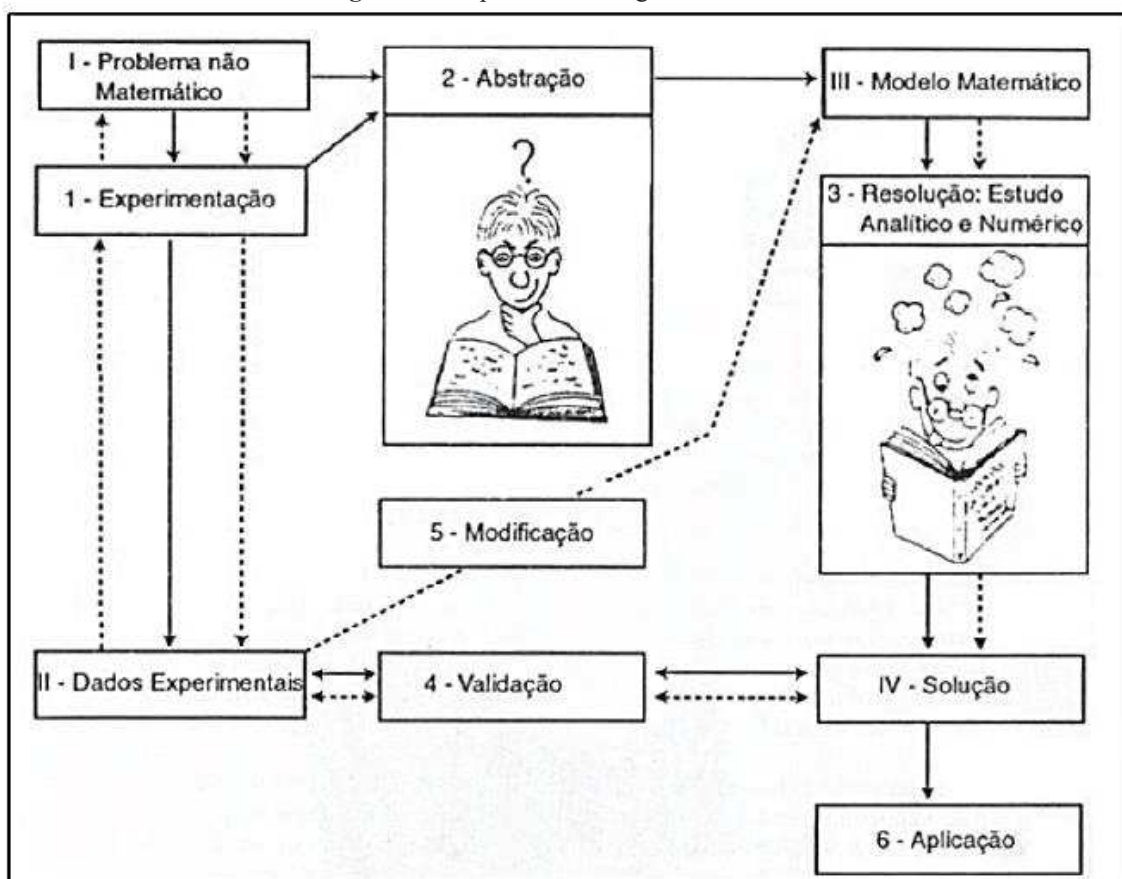 I - Problema não
Matemático
2 - Abstração
III - Modelo Matemático
1 - Experimentação
?
3 - Resolução: Estudo
Analítico e Numérico
5 - Modificação
II - Dados Experimentais
4 - Validação
IV - Solução
6 - Aplicação